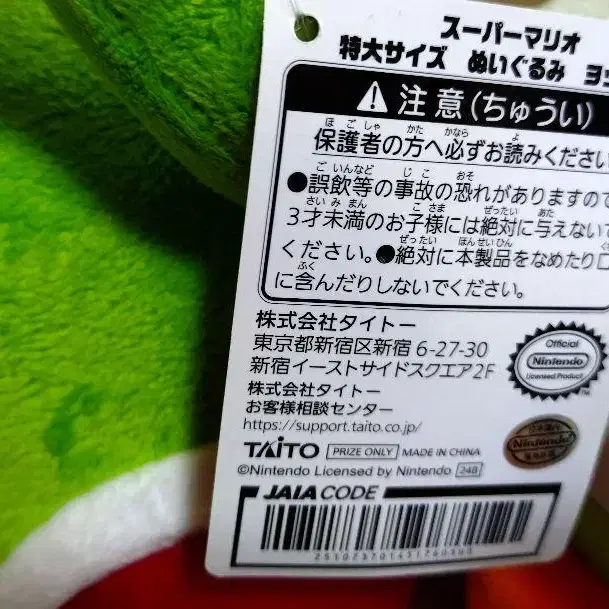 スーパーマリオ
特大サイズ ぬいぐるみ ヨッ
注意(ちゅうい)
保護者の方へ必ずお読みください
●誤飲等の事故の恐れがありますので
3才未満のお子様には絶対に与えないで
ください。●絶対に本製品をなめたり口
に含んだりしないでください。
株式会社タイトー
東京都新宿区新宿 6-27-30
新宿イーストサイドスクエア2F
株式会社タイトー
お客様相談センター
https://support.taito.co.jp/
Official
Nintendo
Licensed Product
TM
TAITO PRIZE ONLY MADE IN CHINA
©Nintendo Licensed by Nintendo 24B
Nintendo
JAIA CODE